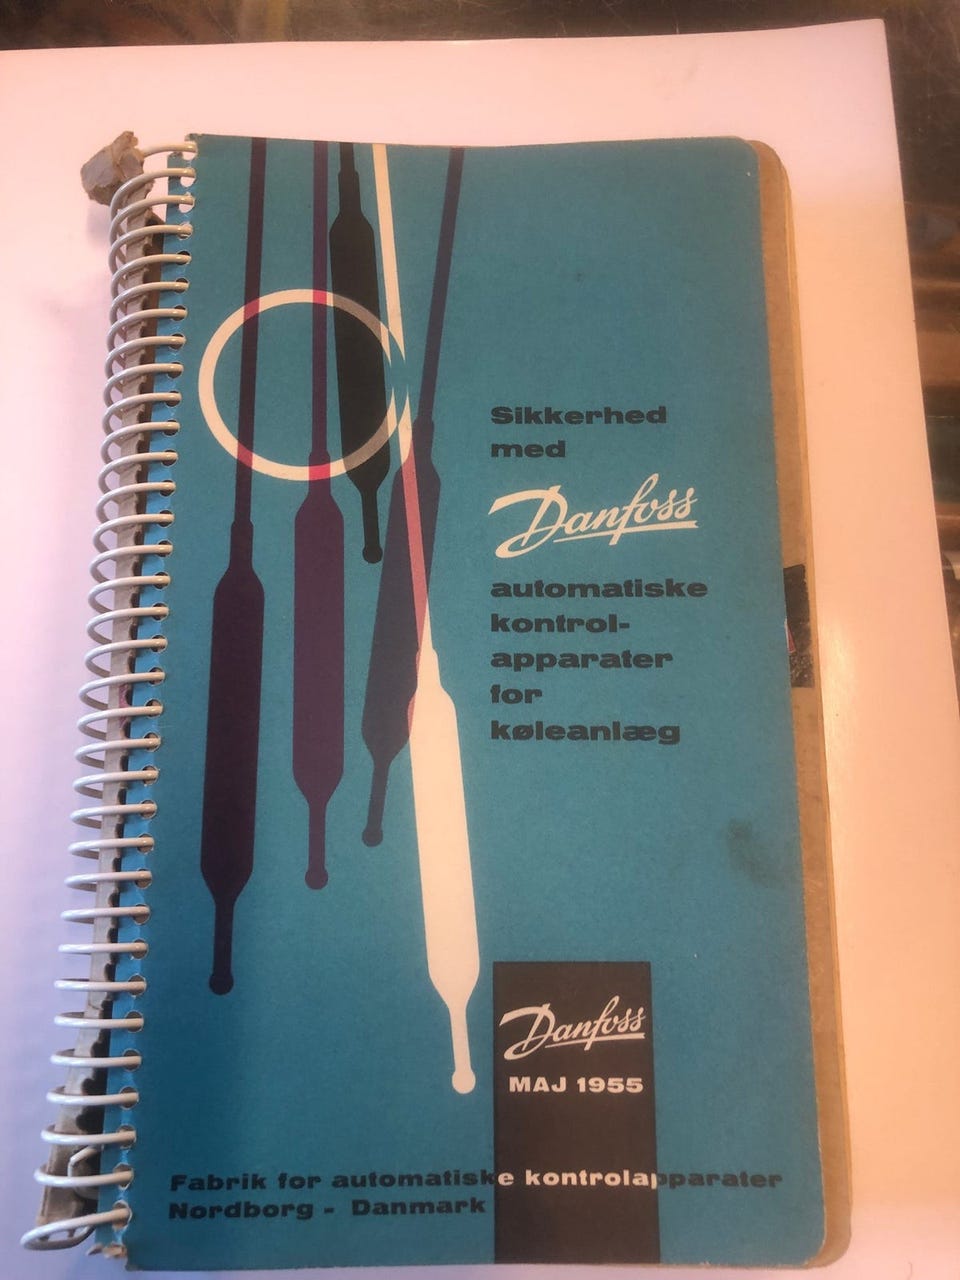 Sikkerhed
med
Danfoss
automatiske
kontrol-
apparater
for
køleanlæg
Danfoss
MAJ 1955
Fabrik for automatiske kontrolapparater
Nordborg - Danmark